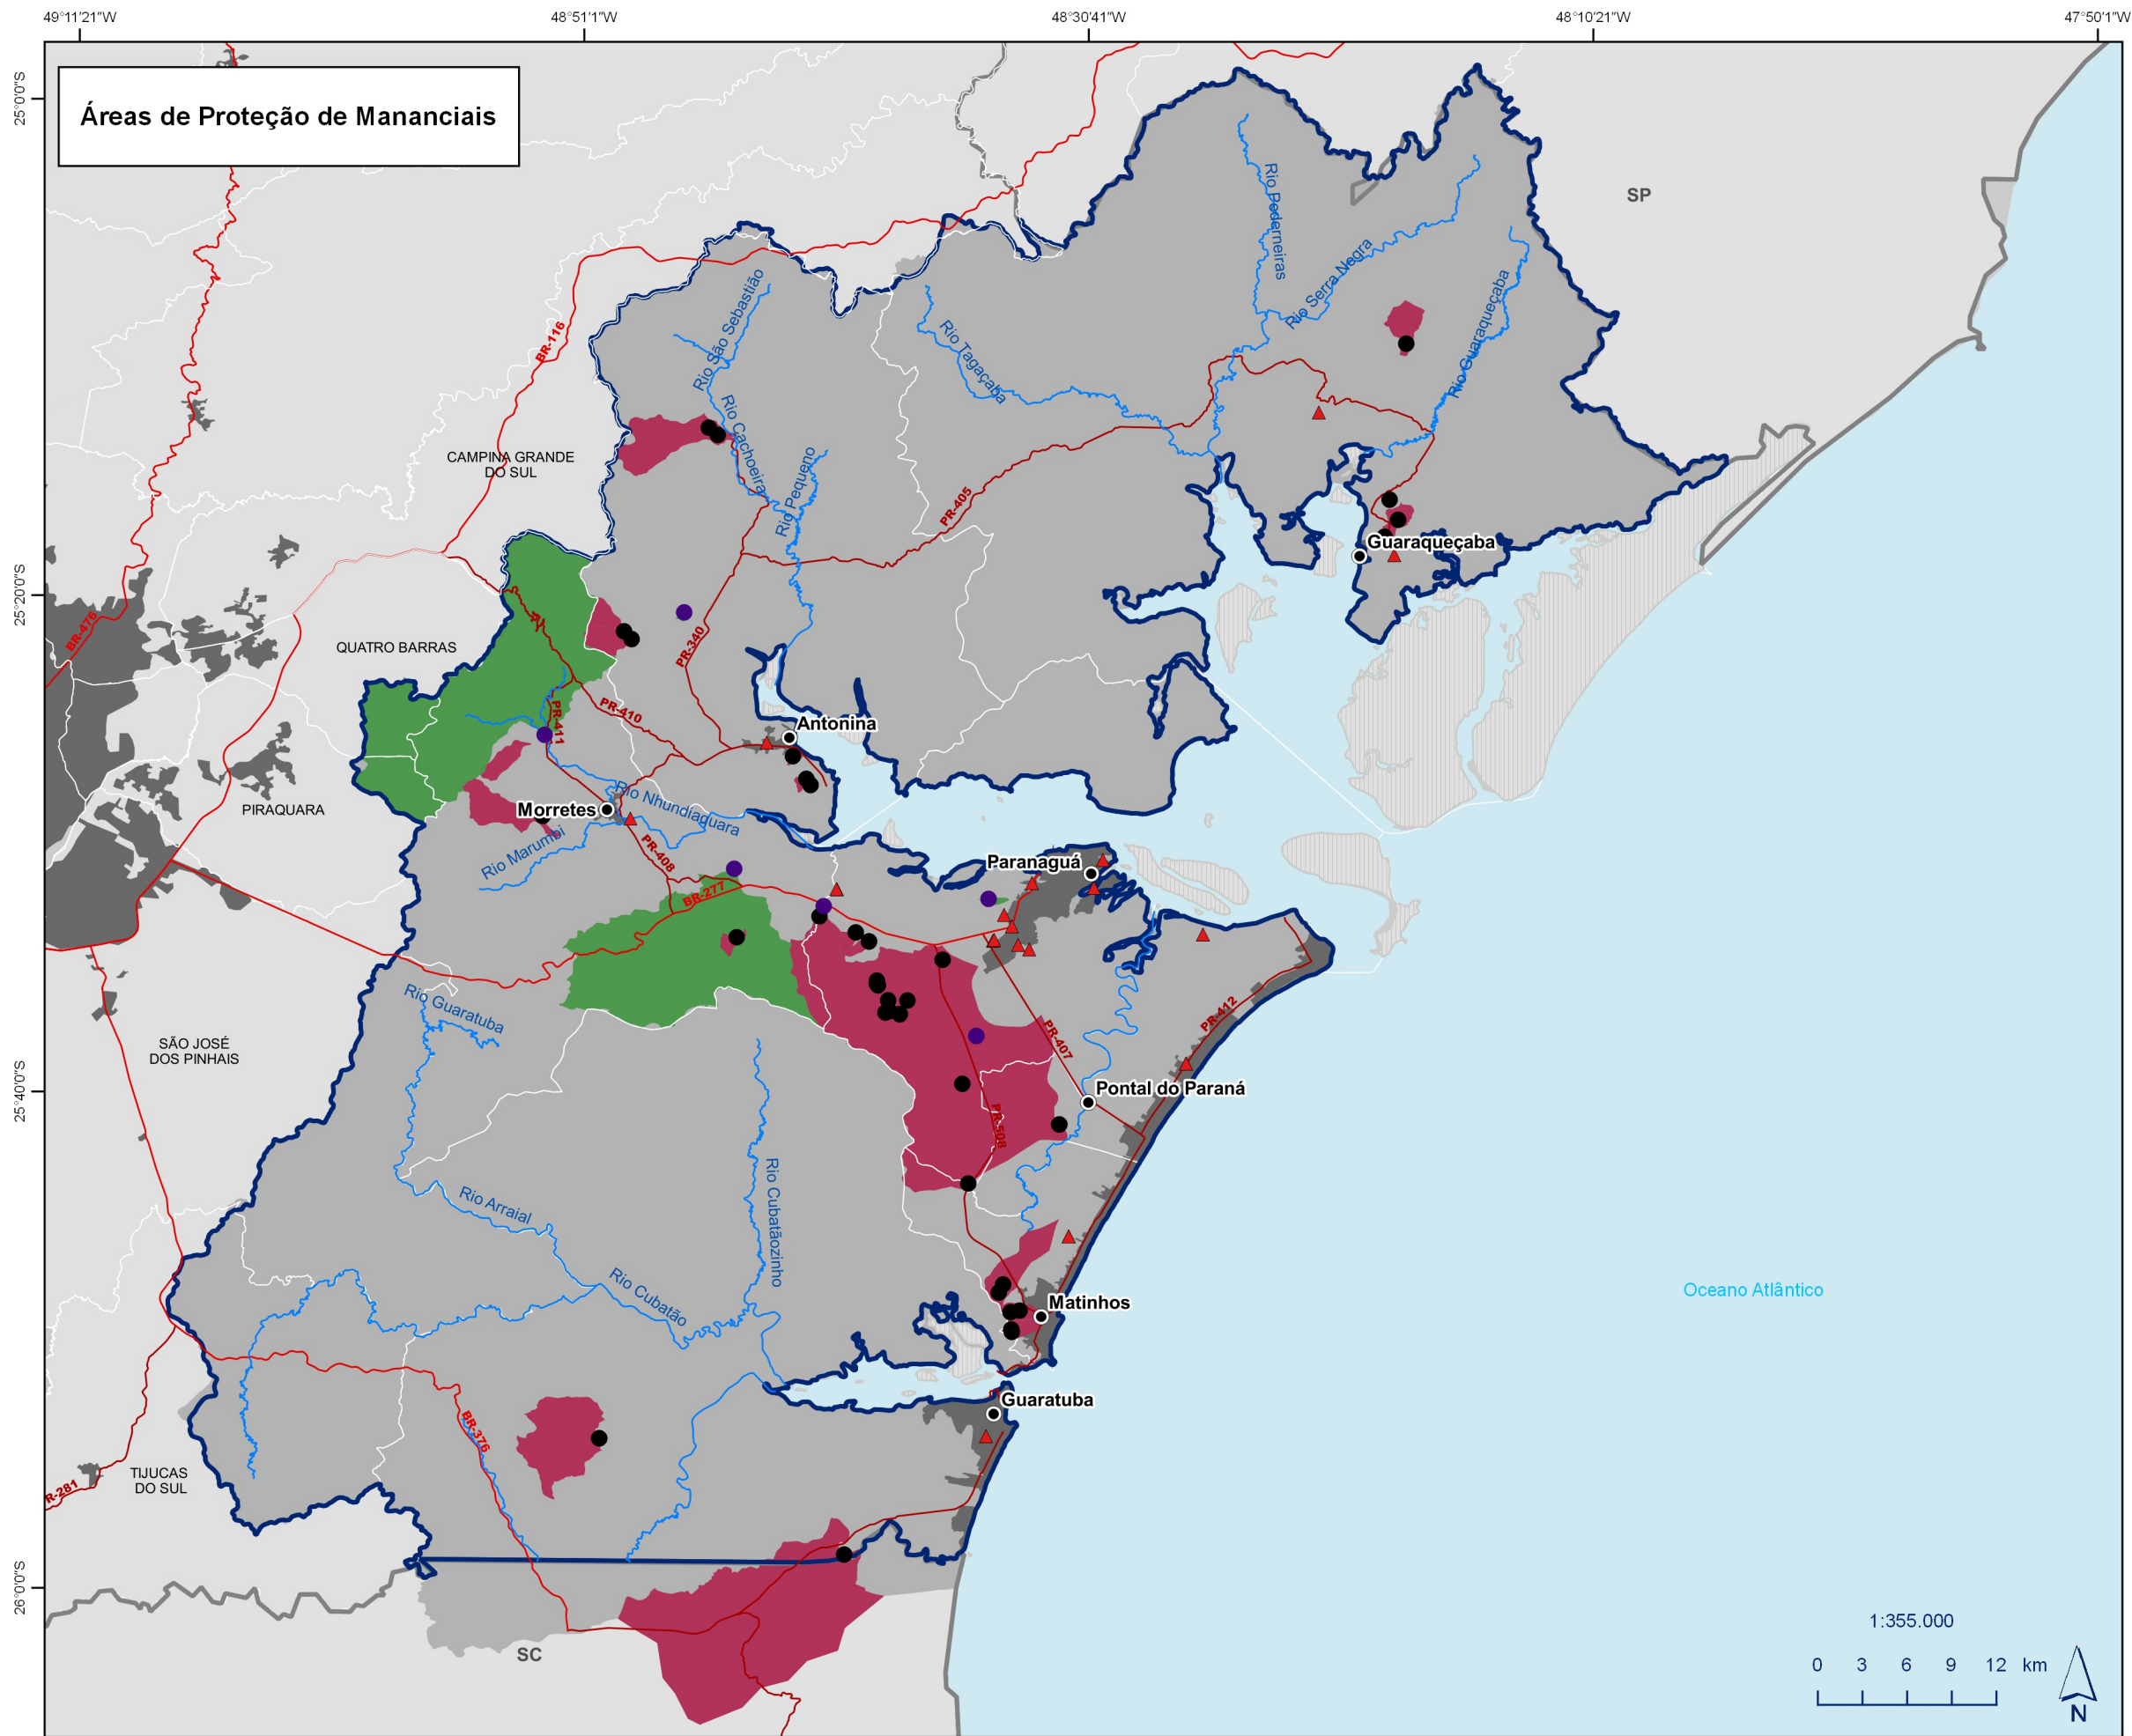 49°11'21"W
48°51'1"W
48°30'41"W
48°10'21"W
47°50'1"W
25°0'0"S
25°20'0"S
25°40'0"S
26°0'0"S
Áreas de Proteção de Mananciais
SP
Rio Pederneiras
Rio Serra Negra
Rio Guaraqueçaba
Rio São Sebastião
BR-116
Rio Tagaçaba
Rio Cachoeira
CAMPINA GRANDE
DO SUL
Rio Pequeno
PR-405
Guaraqueçaba
BR-476
QUATRO BARRAS
PR-340
PR-410
PR-411
Antonina
PIRAQUARA
Morretes
Rio Nhundiaquara
Rio Marumbi
PR-408
Paranaguá
BR-277
Rio Guaratuba
PR-412
PR-407
SÃO JOSÉ
DOS PINHAIS
Pontal do Paraná
PR-508
Rio Arraial
Rio Cubatãozinho
Rio Cubatão
Oceano Atlântico
Matinhos
Guaratuba
BR-376
TIJUCAS
DO SUL
R-281
SC
1:355.000
0 3 6 9 12 km
N